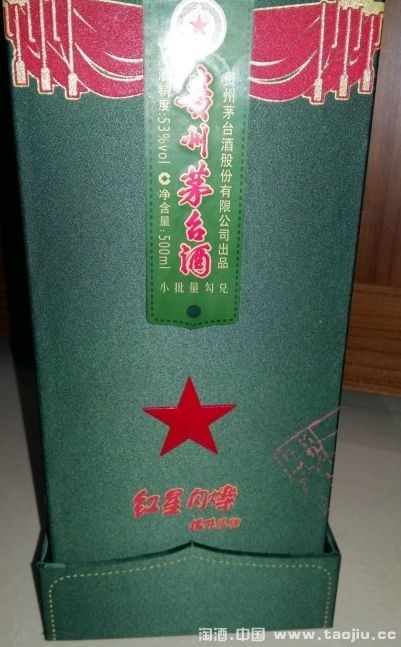 贵州茅台酒股份有限公司出品
贵州茅台酒
酒精度:53%vol 净含量:500ml
小批量勾兑
红星闪烁
淘酒.中国 www.taojiu.cc